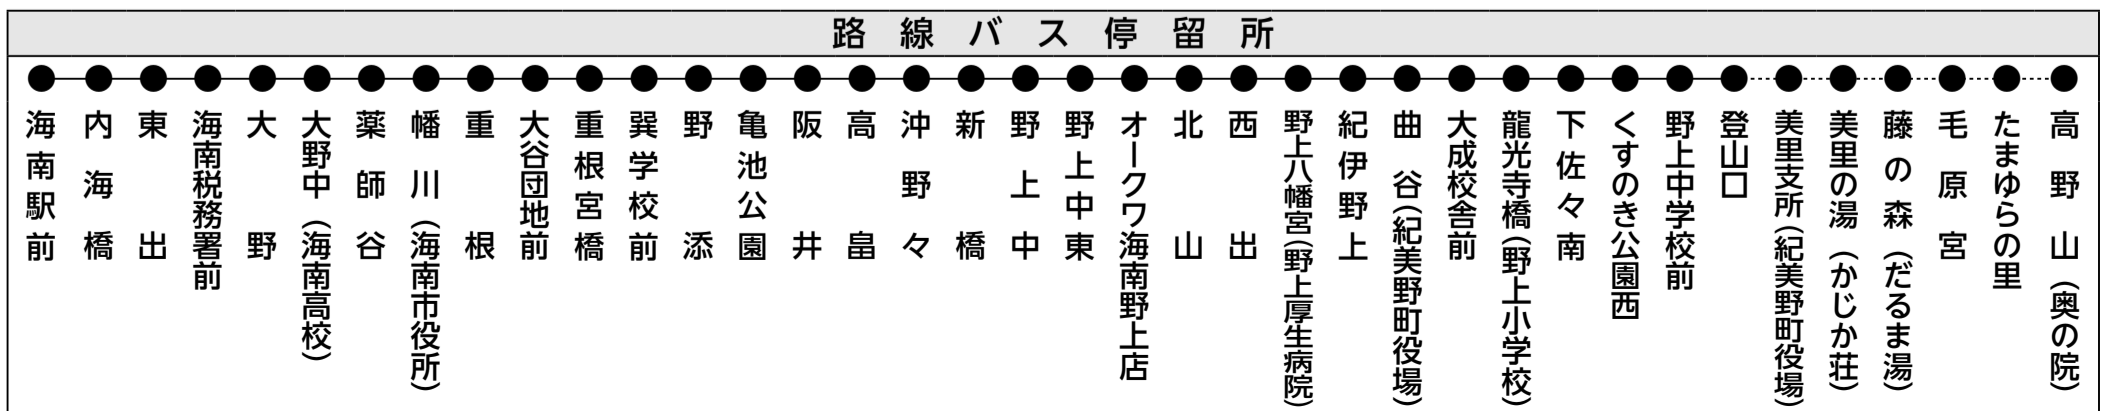 路線バス停留所
海南駅前
内海橋
東出
海南税務署前
大野
大野中（海南高校）
薬師谷
幡川（海南市役所）
重根
大谷団地前
重根宮橋
巽学校前
野添
亀池公園
阪井
高畠
沖野々
新橋
野上中
野上中東
オークワ海南野上店
北山
西出
野上八幡宮（野上厚生病院）
紀伊野上
曲谷（紀美野町役場）
大成校舎前
龍光寺橋（野上小学校）
下佐々南
くすのき公園西
野上中学校前
登山口
美里支所（紀美野町役場）
美里の湯（かじか荘）
藤の森（だるま湯）
毛原宮
たまゆらの里
高野山（奥の院）